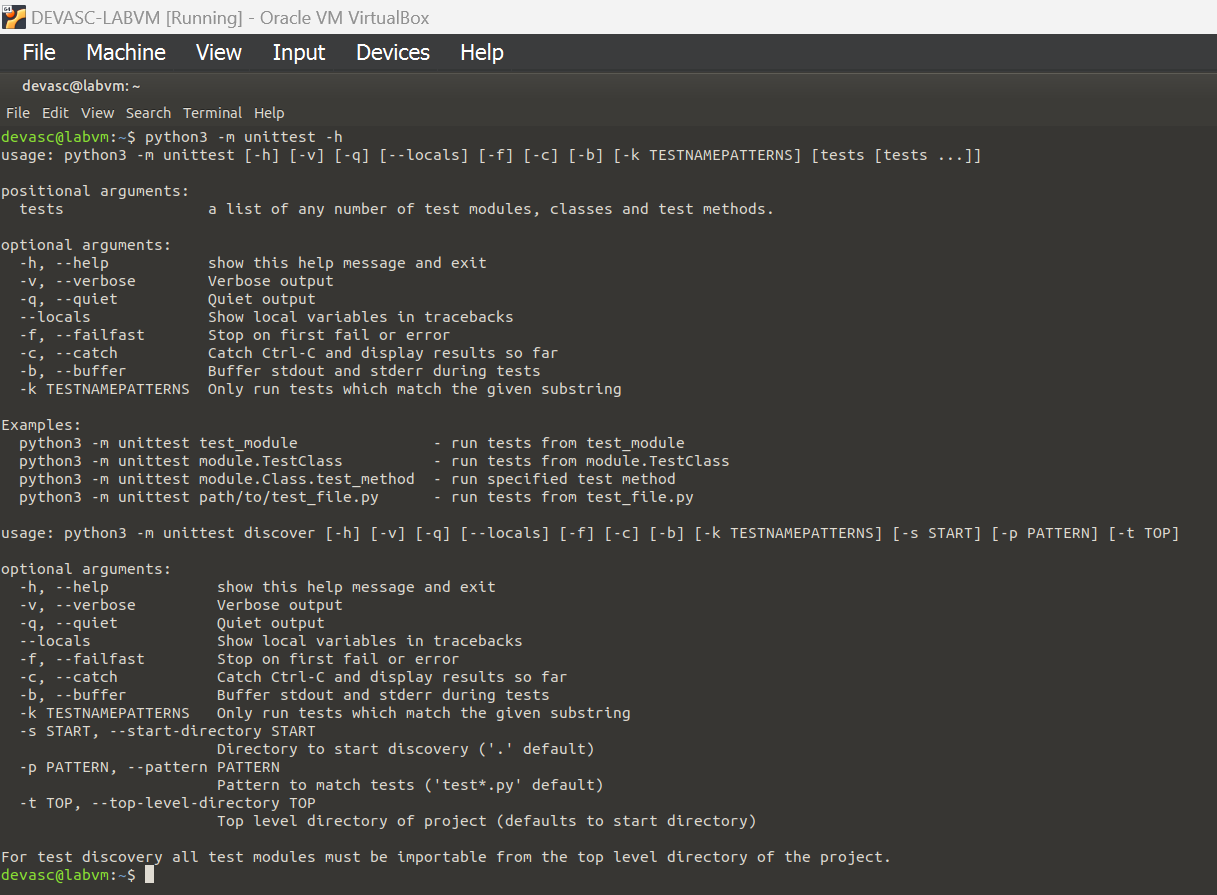 DEVASC-LABVM [Running] - Oracle VM VirtualBox
File Machine View Input Devices Help
devasc@labvm: ~
File Edit View Search Terminal Help
devasc@labvm:~$ python3 -m unittest -h
usage: python3 -m unittest [-h] [-v] [-q] [--locals] [-f] [-c] [-b] [-k TESTNAMEPATTERNS] [tests [tests ...]]

positional arguments:
  tests                a list of any number of test modules, classes and test methods.

optional arguments:
  -h, --help           show this help message and exit
  -v, --verbose        Verbose output
  -q, --quiet          Quiet output
  --locals             Show local variables in tracebacks
  -f, --failfast       Stop on first fail or error
  -c, --catch          Catch Ctrl-C and display results so far
  -b, --buffer         Buffer stdout and stderr during tests
  -k TESTNAMEPATTERNS  Only run tests which match the given substring

Examples:
  python3 -m unittest test_module               - run tests from test_module
  python3 -m unittest module.TestClass          - run tests from module.TestClass
  python3 -m unittest module.Class.test_method  - run specified test method
  python3 -m unittest path/to/test_file.py      - run tests from test_file.py

usage: python3 -m unittest discover [-h] [-v] [-q] [--locals] [-f] [-c] [-b] [-k TESTNAMEPATTERNS] [-s START] [-p PATTERN] [-t TOP]

optional arguments:
  -h, --help            show this help message and exit
  -v, --verbose         Verbose output
  -q, --quiet           Quiet output
  --locals              Show local variables in tracebacks
  -f, --failfast        Stop on first fail or error
  -c, --catch           Catch Ctrl-C and display results so far
  -b, --buffer          Buffer stdout and stderr during tests
  -k TESTNAMEPATTERNS   Only run tests which match the given substring
  -s START, --start-directory START
                        Directory to start discovery ('.' default)
  -p PATTERN, --pattern PATTERN
                        Pattern to match tests ('test*.py' default)
  -t TOP, --top-level-directory TOP
                        Top level directory of project (defaults to start directory)

For test discovery all test modules must be importable from the top level directory of the project.
devasc@labvm:~$